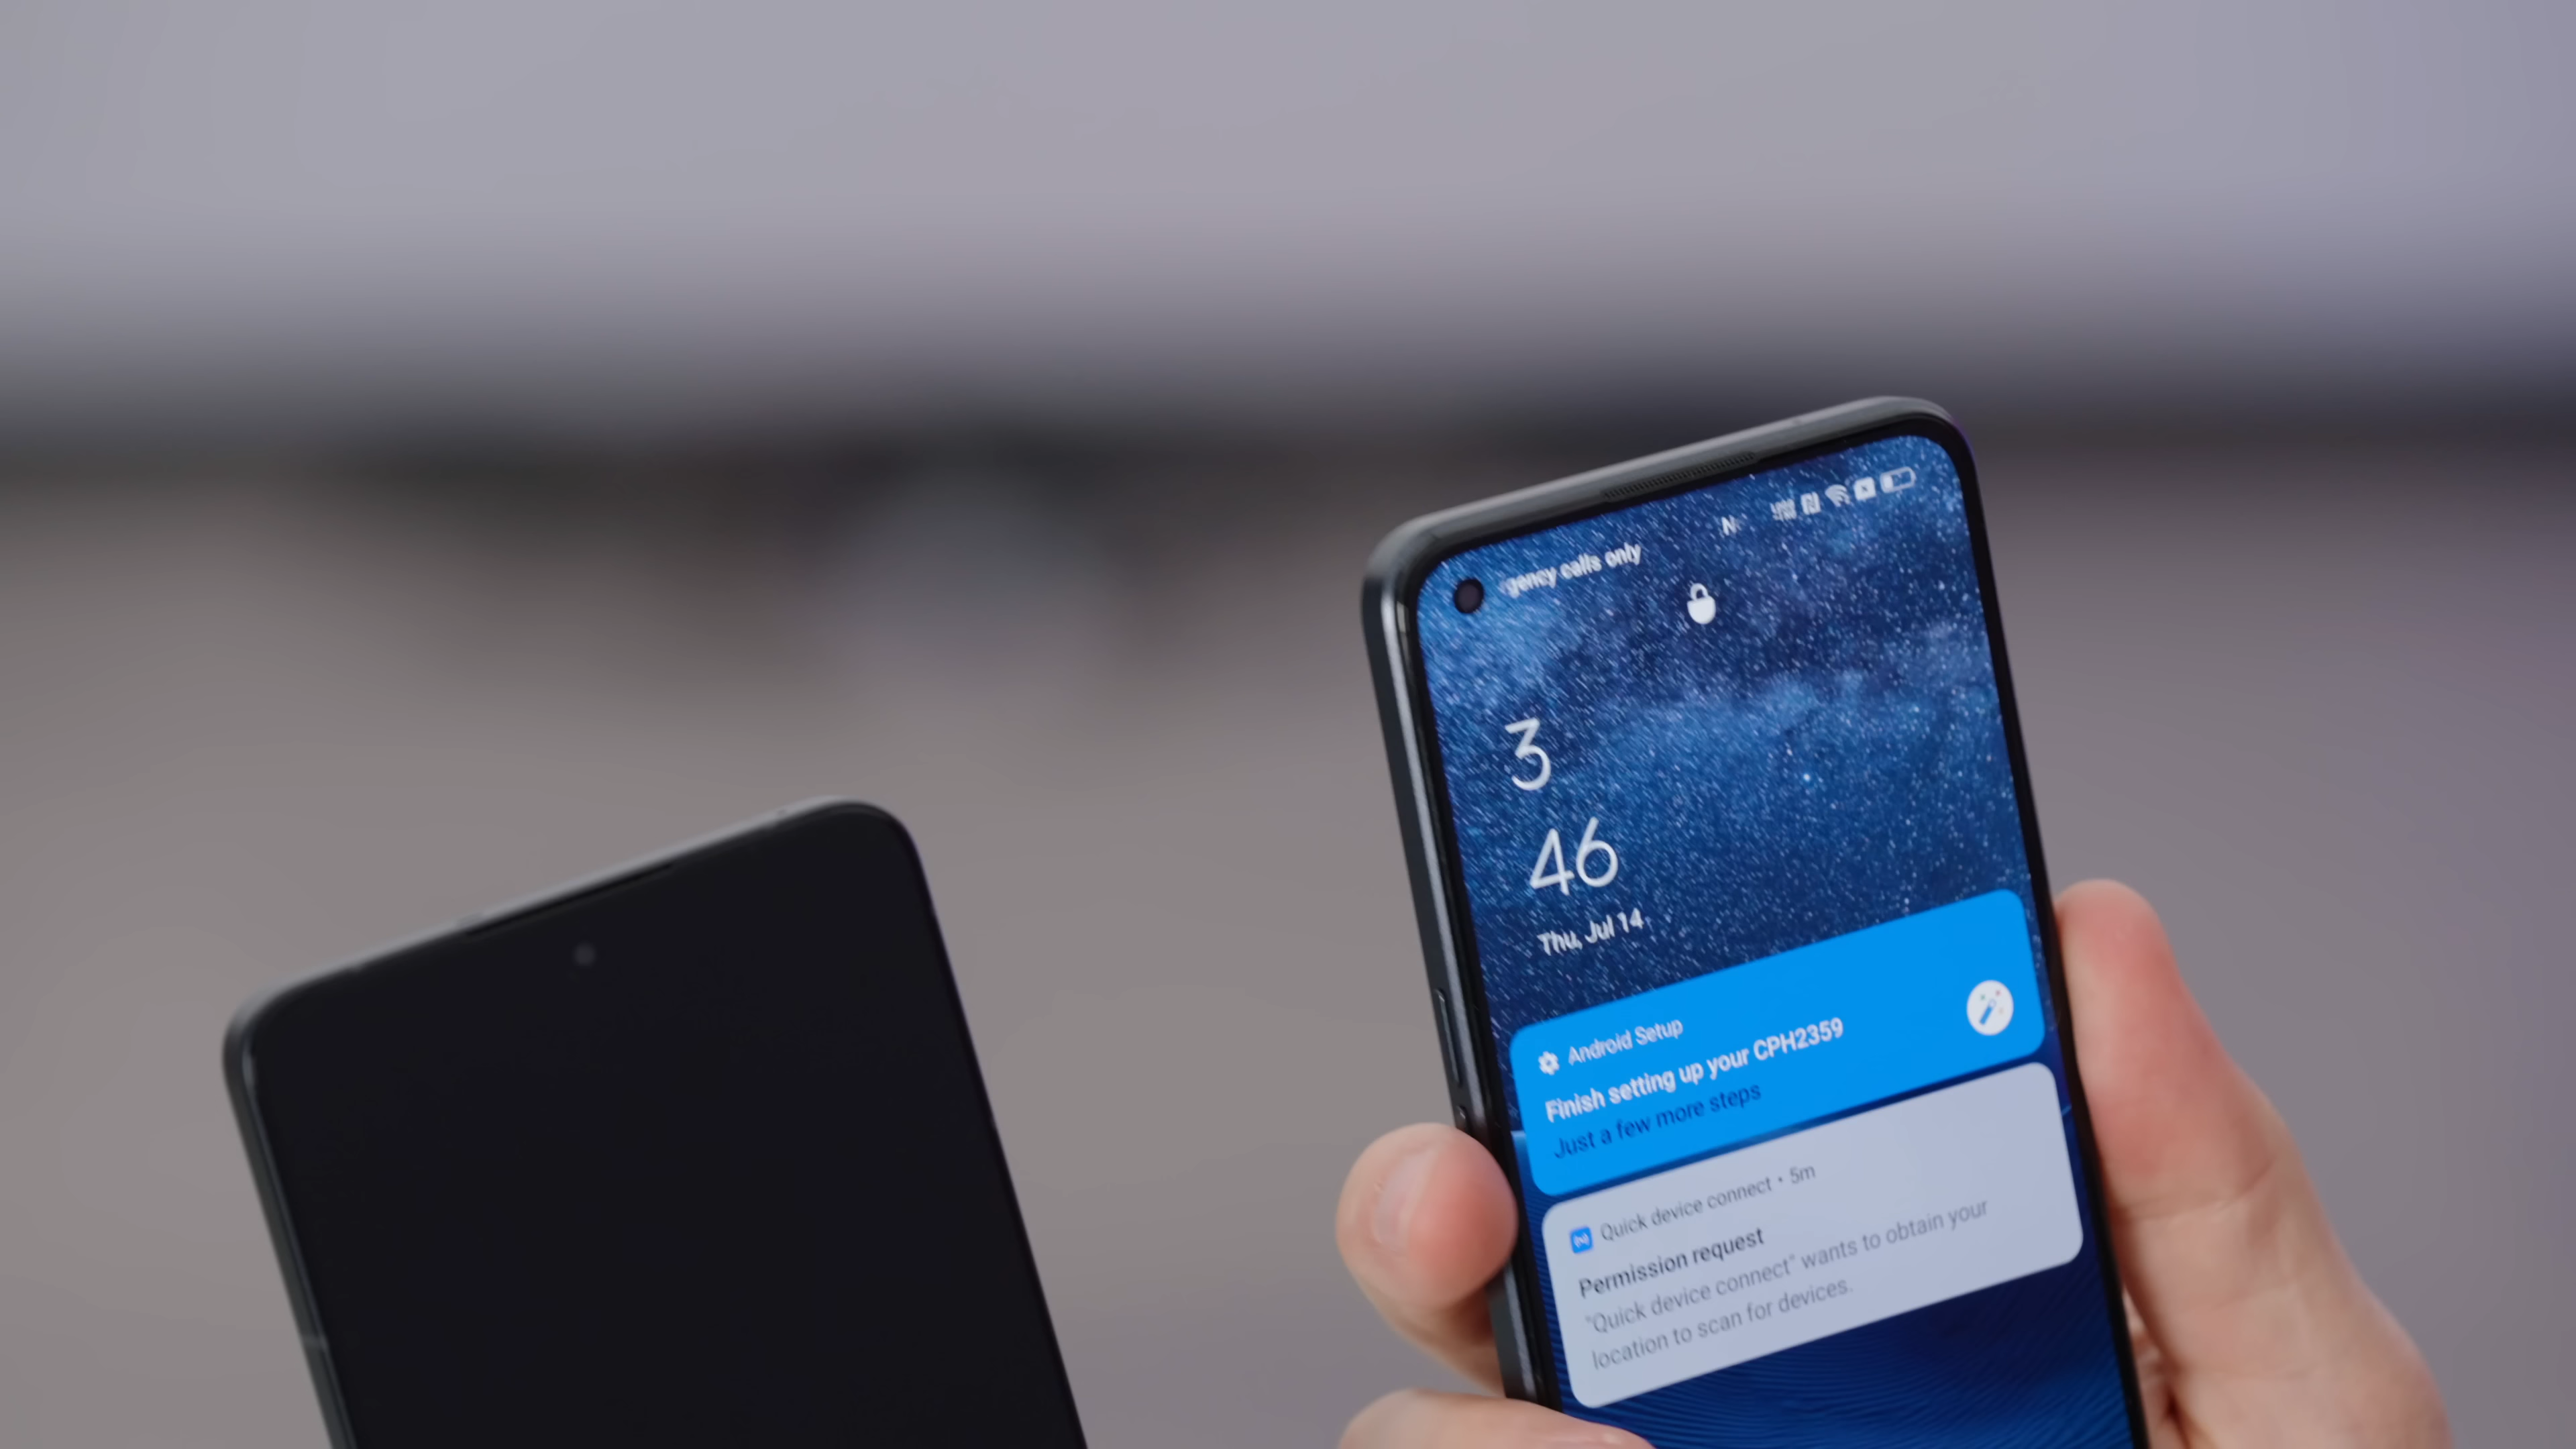 gency calls only
3
46
Thu, Jul 14
Android Setup
Finish setting up your CPH2359
Just a few more steps
Quick device connect • 5m
Permission request
"Quick device connect" wants to obtain your
location to scan for devices.